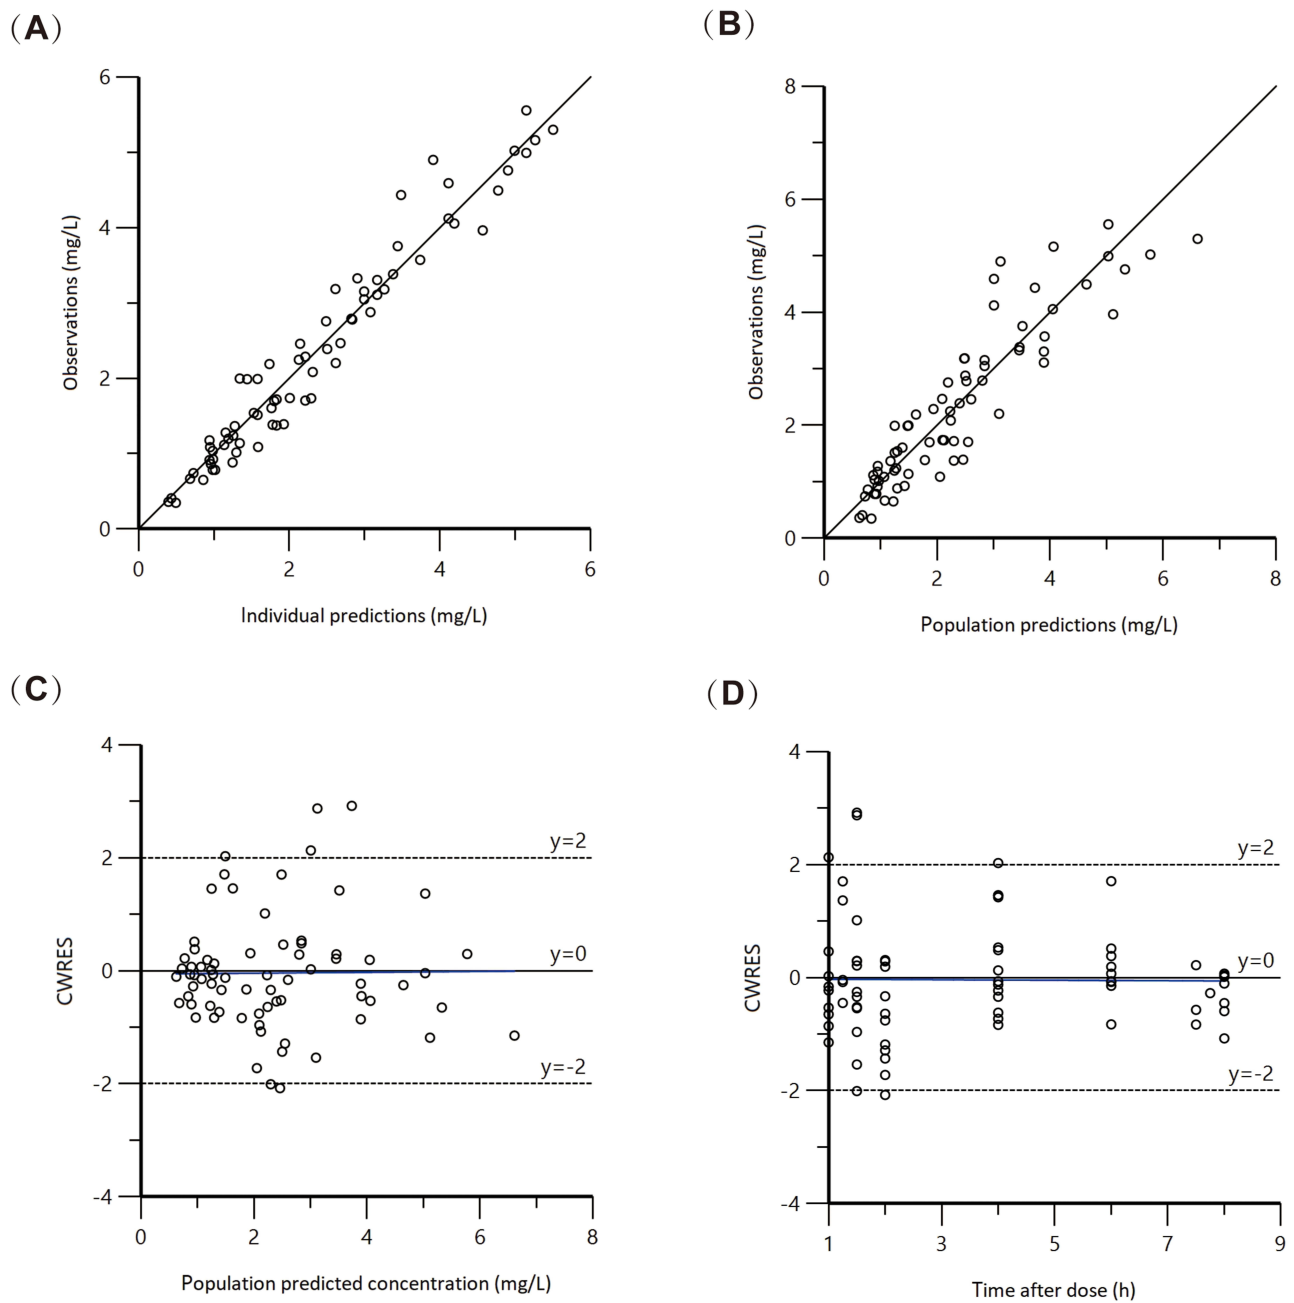 (A)
6
4
2
0
0 2 4 6
Observations (mg/L)
Individual predictions (mg/L)
(B)
8
6
4
2
0
0 2 4 6 8
Observations (mg/L)
Population predictions (mg/L)
(C)
4
2
0
-2
-4
0 2 4 6 8
CWRES
y=2
y=0
y=-2
Population predicted concentration (mg/L)
(D)
4
2
0
-2
-4
1 3 5 7 9
CWRES
y=2
y=0
y=-2
Time after dose (h)